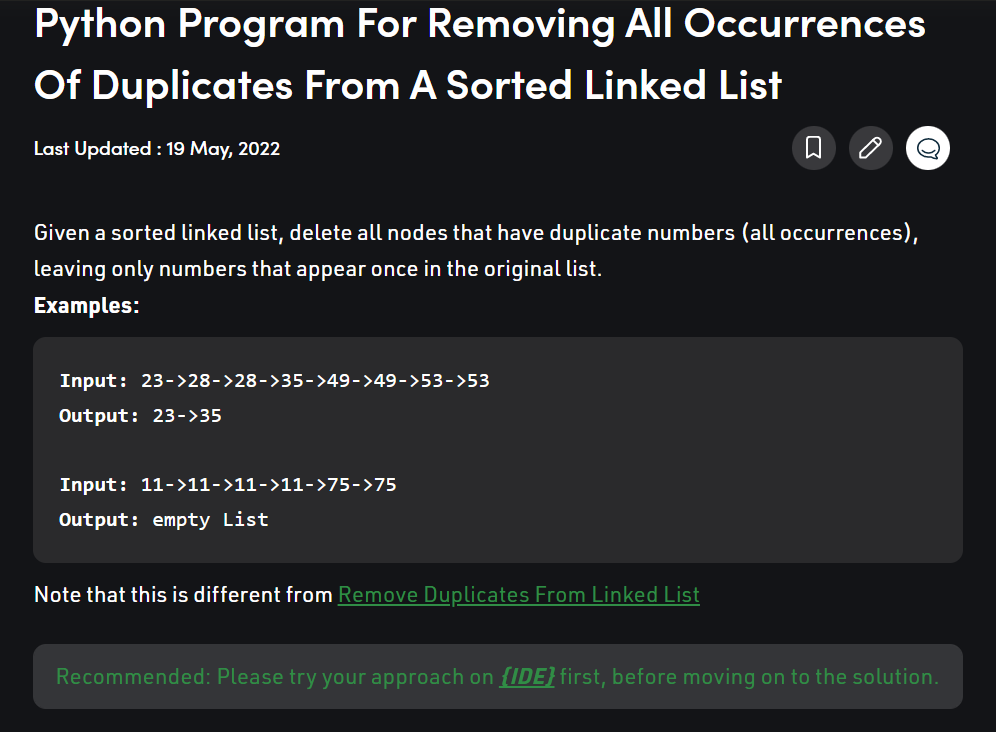 Python Program For Removing All Occurrences
Of Duplicates From A Sorted Linked List
Last Updated : 19 May, 2022
Given a sorted linked list, delete all nodes that have duplicate numbers (all occurrences),
leaving only numbers that appear once in the original list.
Examples:
Input: 23->28->28->35->49->49->53->53
Output: 23->35
Input: 11->11->11->11->75->75
Output: empty List
Note that this is different from Remove Duplicates From Linked List
Recommended: Please try your approach on {IDE} first, before moving on to the solution.